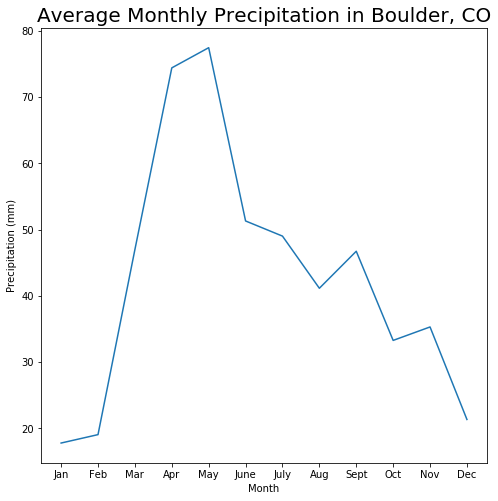 Average Monthly Precipitation in Boulder, CO
80
70
60
50
40
30
20
Precipitation (mm)
Jan Feb Mar Apr May June July Aug Sept Oct Nov Dec
Month